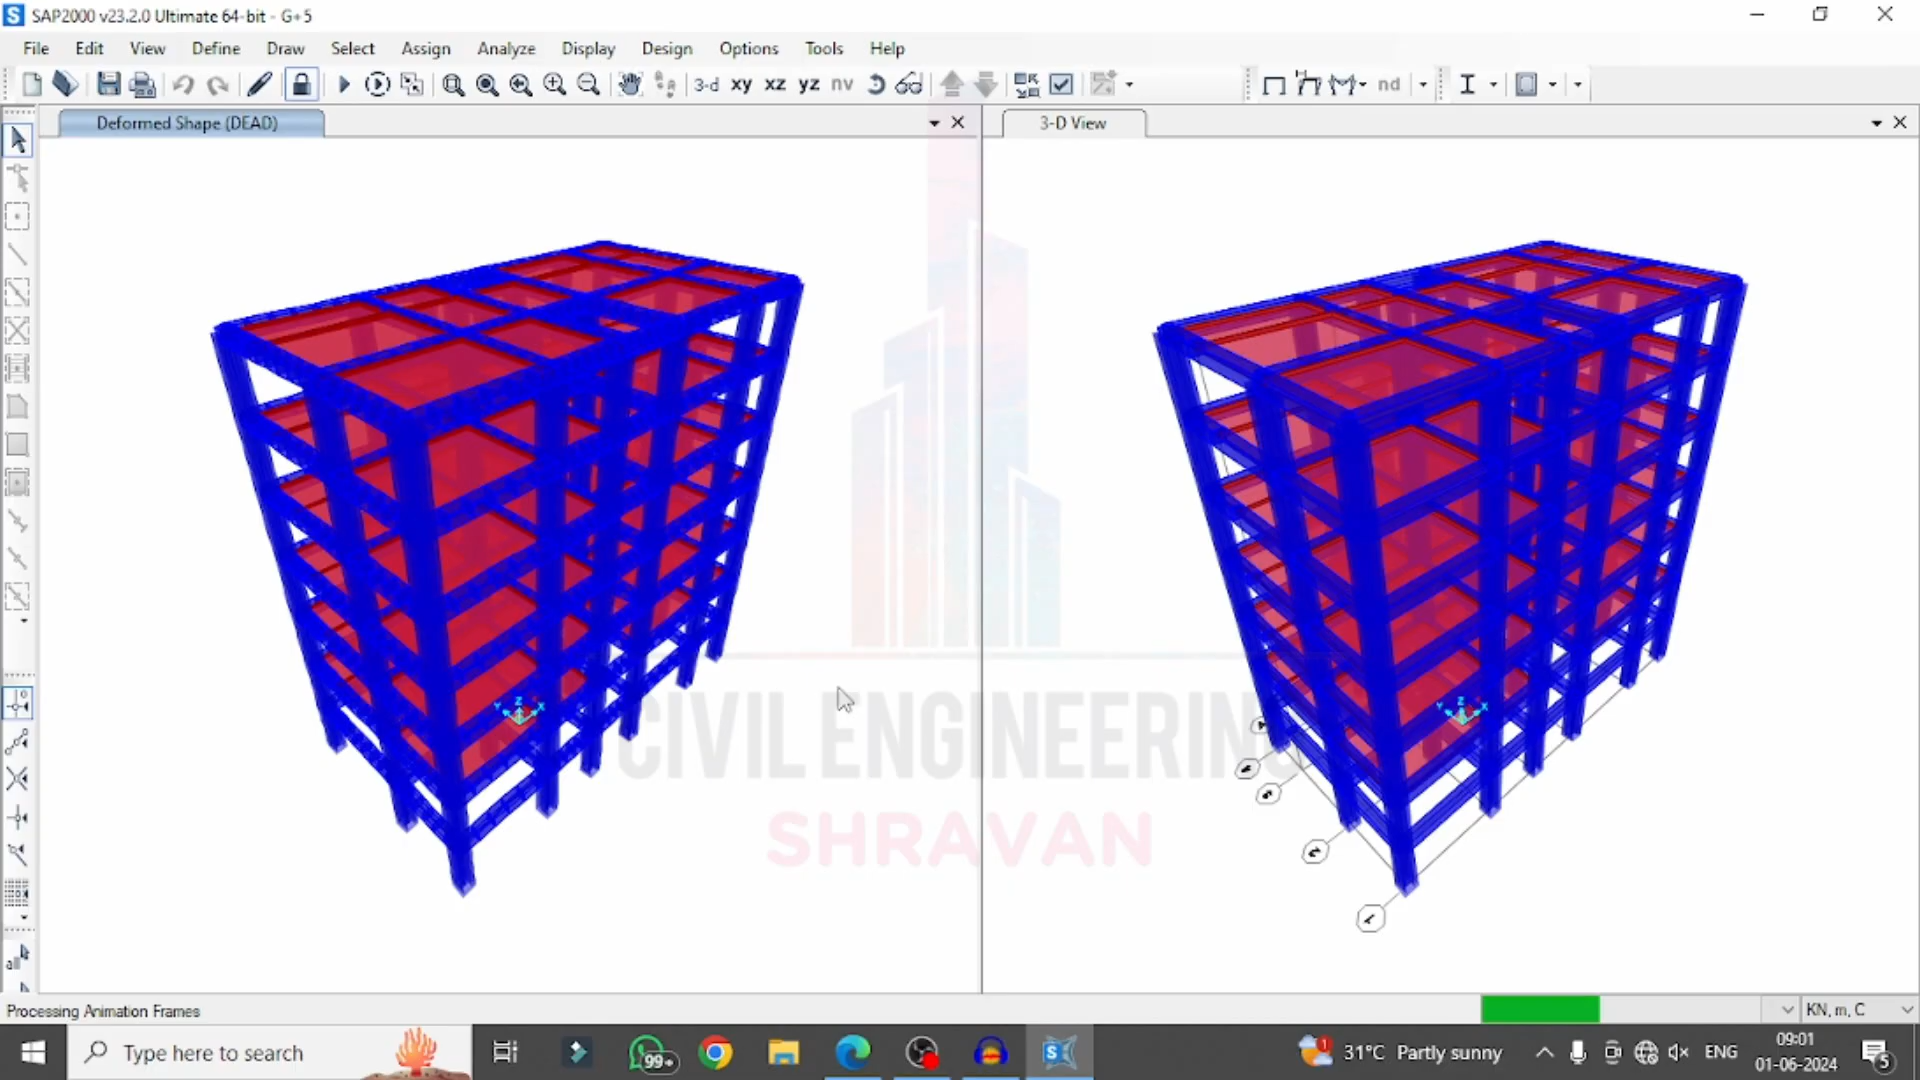 SAP2000 v23.2.0 Ultimate 64-bit - G+5
File Edit View Define Draw Select Assign Analyze Display Design Options Tools Help
3-d xy xz yz nv nd
Deformed Shape (DEAD)
3-D View
Z
Y X
Z
Y X
CIVIL ENGINEERING
SHRAVAN
Processing Animation Frames
KN, m, C
Type here to search
99+
31°C Partly sunny
ENG
09:01
01-06-2024
5